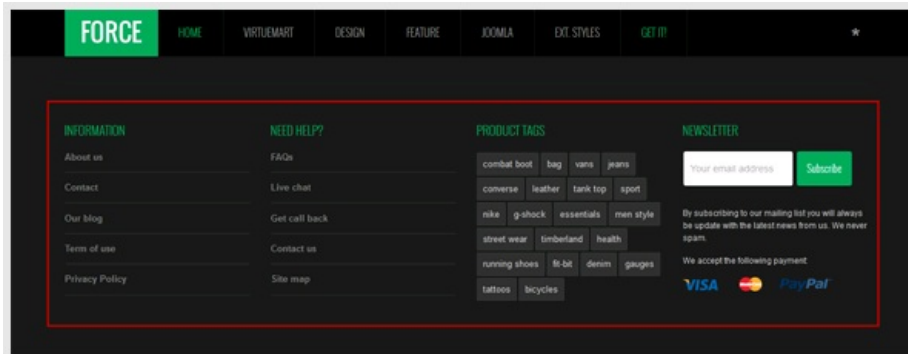 FORCE HOME VIRTUEMART DESIGN FEATURE JOOMLA EXT. STYLES GET IT!
INFORMATION
About us
Contact
Our blog
Term of use
Privacy Policy
NEED HELP?
FAQs
Live chat
Get call back
Contact us
Site map
PRODUCT TAGS
combat boot bag vans jeans
converse leather tank top sport
nike g-shock essentials men style
street wear timberland health
running shoes fit-bit denim gauges
tattoos bicycles
NEWSLETTER
Your email address Subscribe
By subscribing to our mailing list you will always
be update with the latest news from us. We never
spam.
We accept the following payment:
VISA MasterCard PayPal